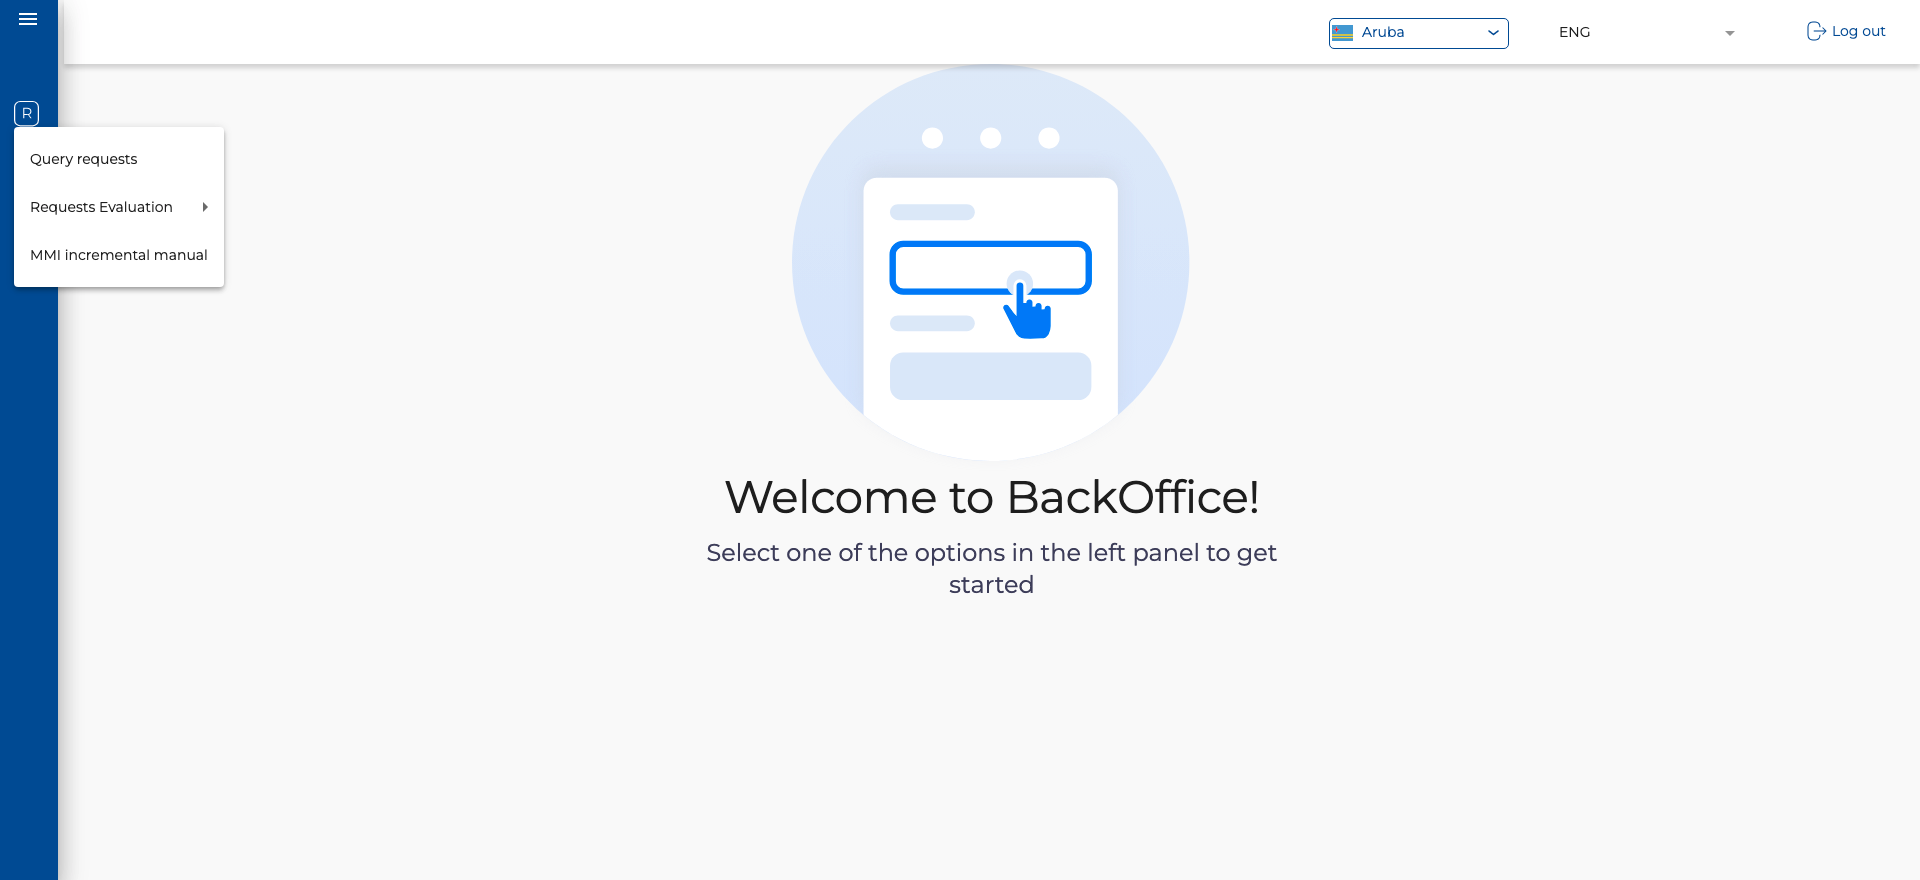 Aruba
ENG
Log out
R
Query requests
Requests Evaluation
MMI incremental manual
Welcome to BackOffice!
Select one of the options in the left panel to get
started